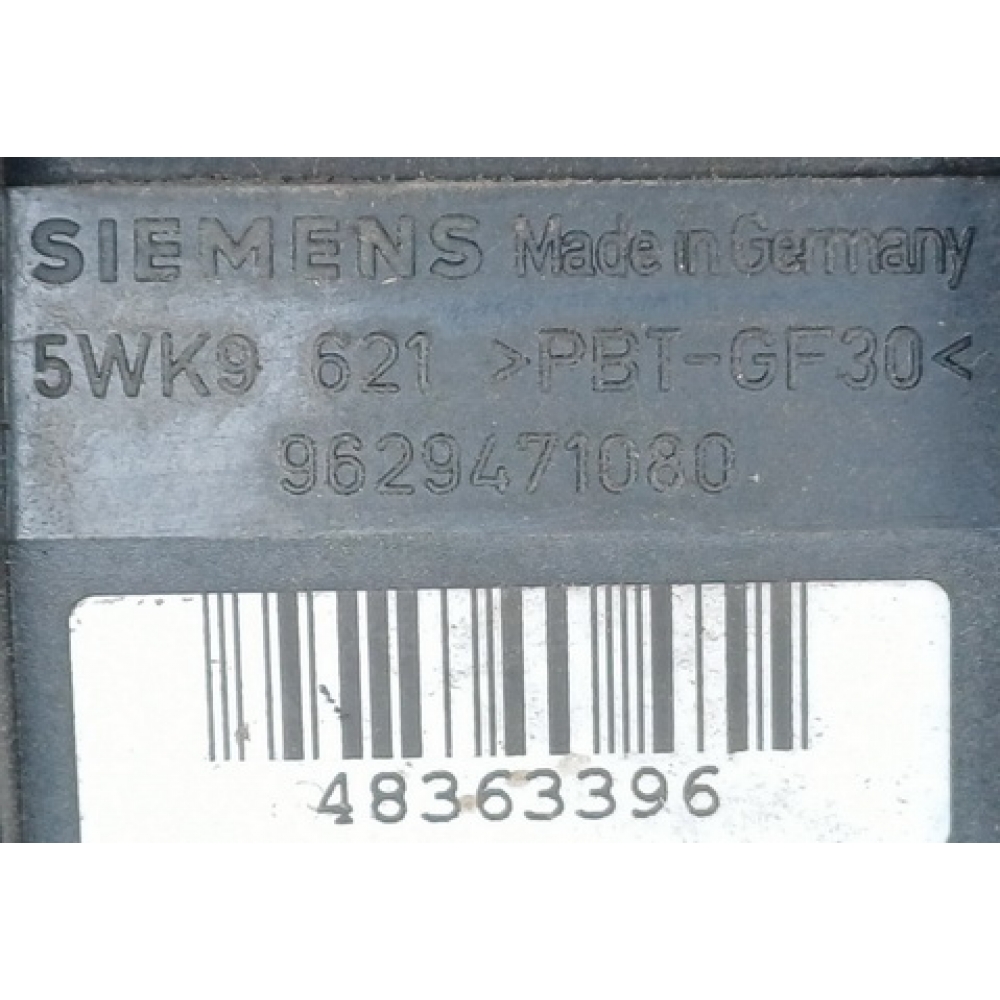 SIEMENS Made in Germany
5WK9 621 >PBT-GF30<
9629471080
48363396